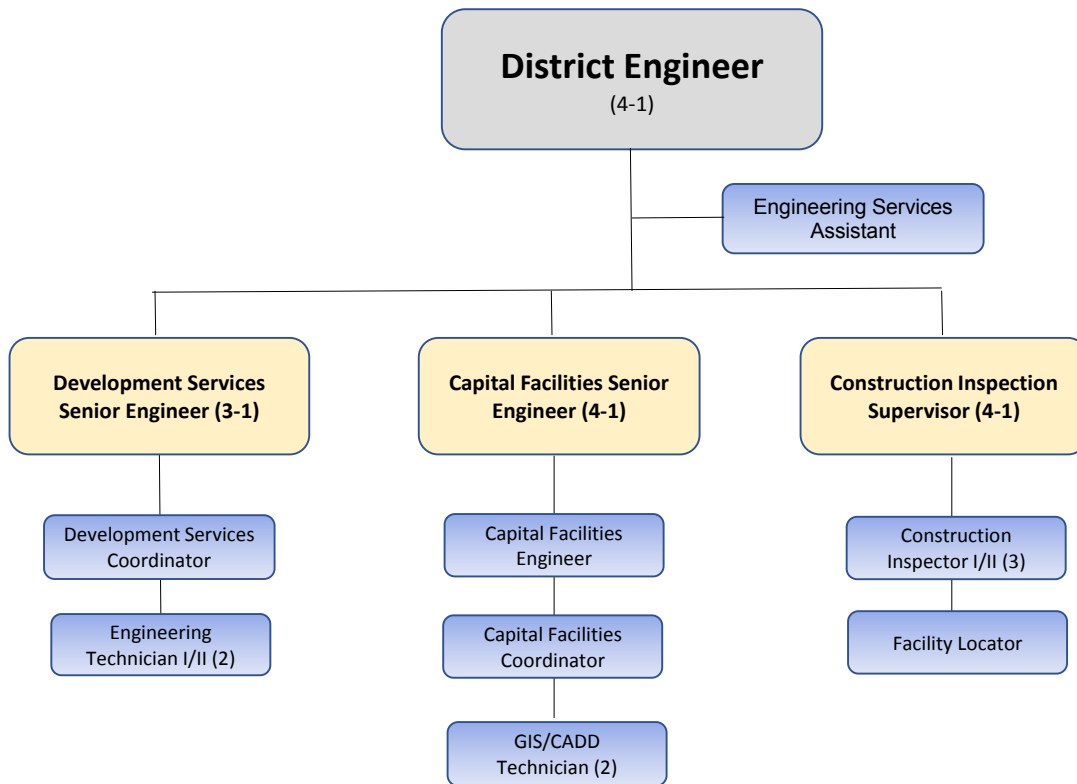 District Engineer
(4-1)
Engineering Services
Assistant
Development Services
Senior Engineer (3-1)
Capital Facilities Senior
Engineer (4-1)
Construction Inspection
Supervisor (4-1)
Development Services
Coordinator
Engineering
Technician I/II (2)
Capital Facilities
Engineer
Capital Facilities
Coordinator
GIS/CADD
Technician (2)
Construction
Inspector I/II (3)
Facility Locator